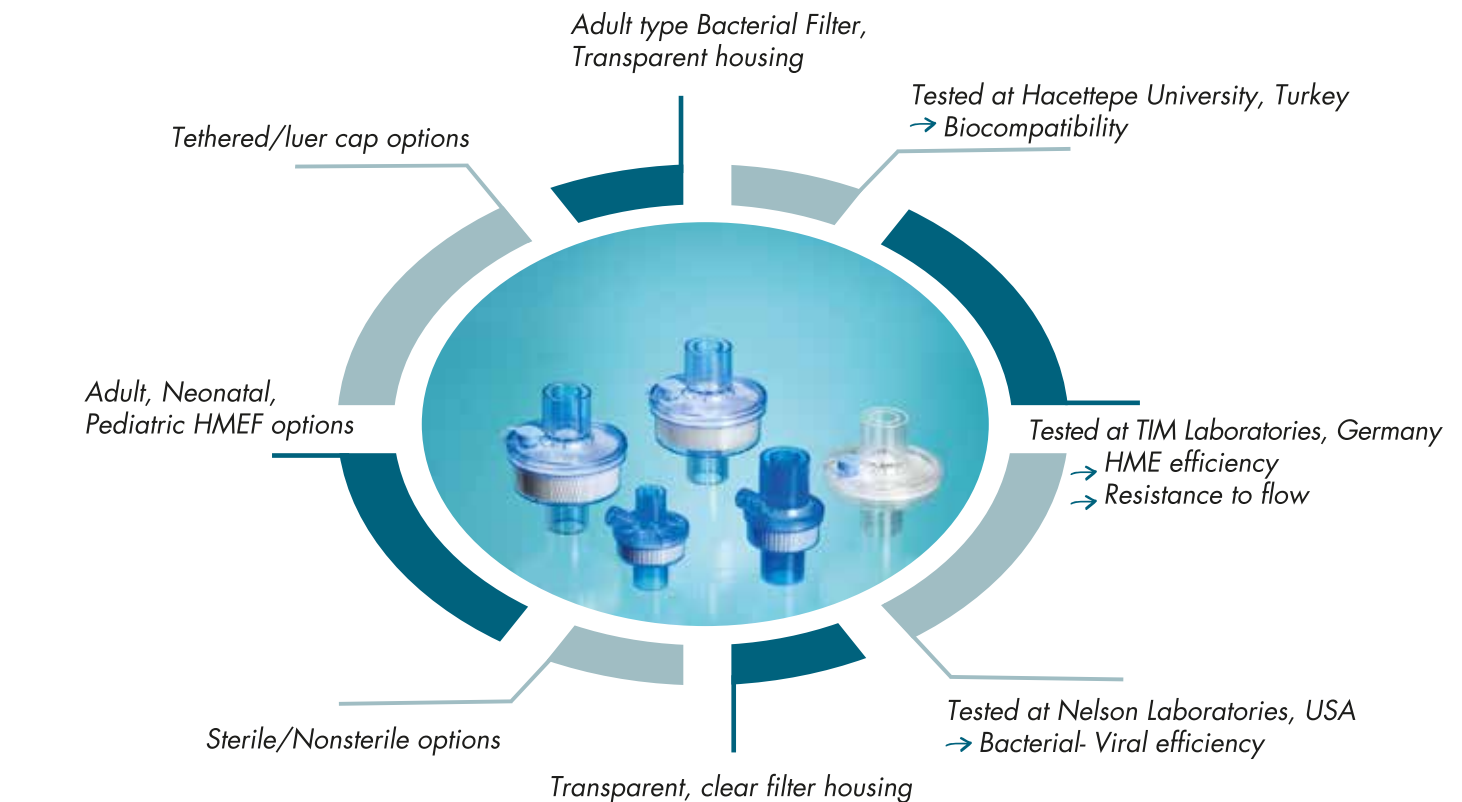 Adult type Bacterial Filter,
Transparent housing
Tested at Hacettepe University, Turkey
→ Biocompatibility
Tethered/luer cap options
Adult, Neonatal,
Pediatric HMEF options
Tested at TIM Laboratories, Germany
→ HME efficiency
→ Resistance to flow
Tested at Nelson Laboratories, USA
→ Bacterial- Viral efficiency
Sterile/Nonsterile options
Transparent, clear filter housing